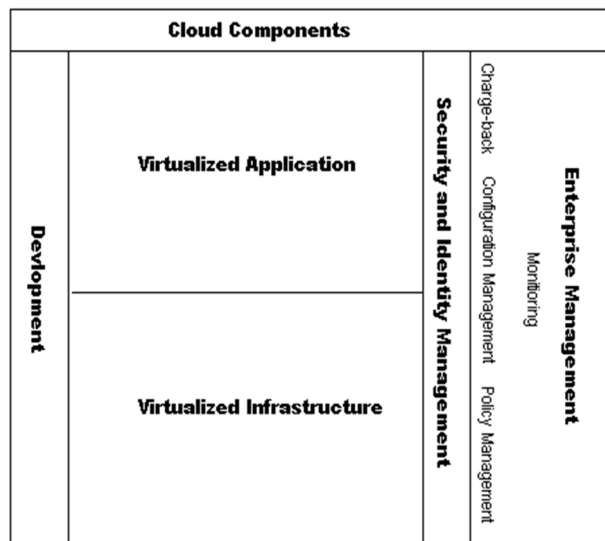 Cloud Components
Devlopment
Virtualized Application
Virtualized Infrastructure
Security and Identity Management
Charge-back Configuration Management Policy Management
Monitioring
Enterprise Management